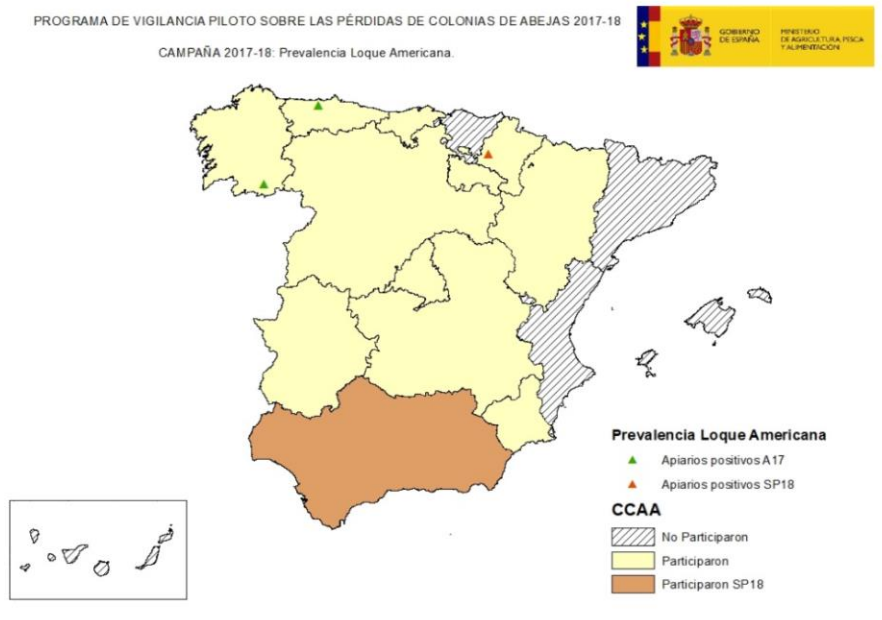 PROGRAMA DE VIGILANCIA PILOTO SOBRE LAS PÉRDIDAS DE COLONIAS DE ABEJAS 2017-18
CAMPAÑA 2017-18: Prevalencia Loque Americana.
GOBIERNO
DE ESPAÑA
MINISTERIO
DE AGRICULTURA, PESCA
Y ALIMENTACIÓN
Prevalencia Loque Americana
Apiarios positivos A17
Apiarios positivos SP18
CCAA
No Participaron
Participaron
Participaron SP18